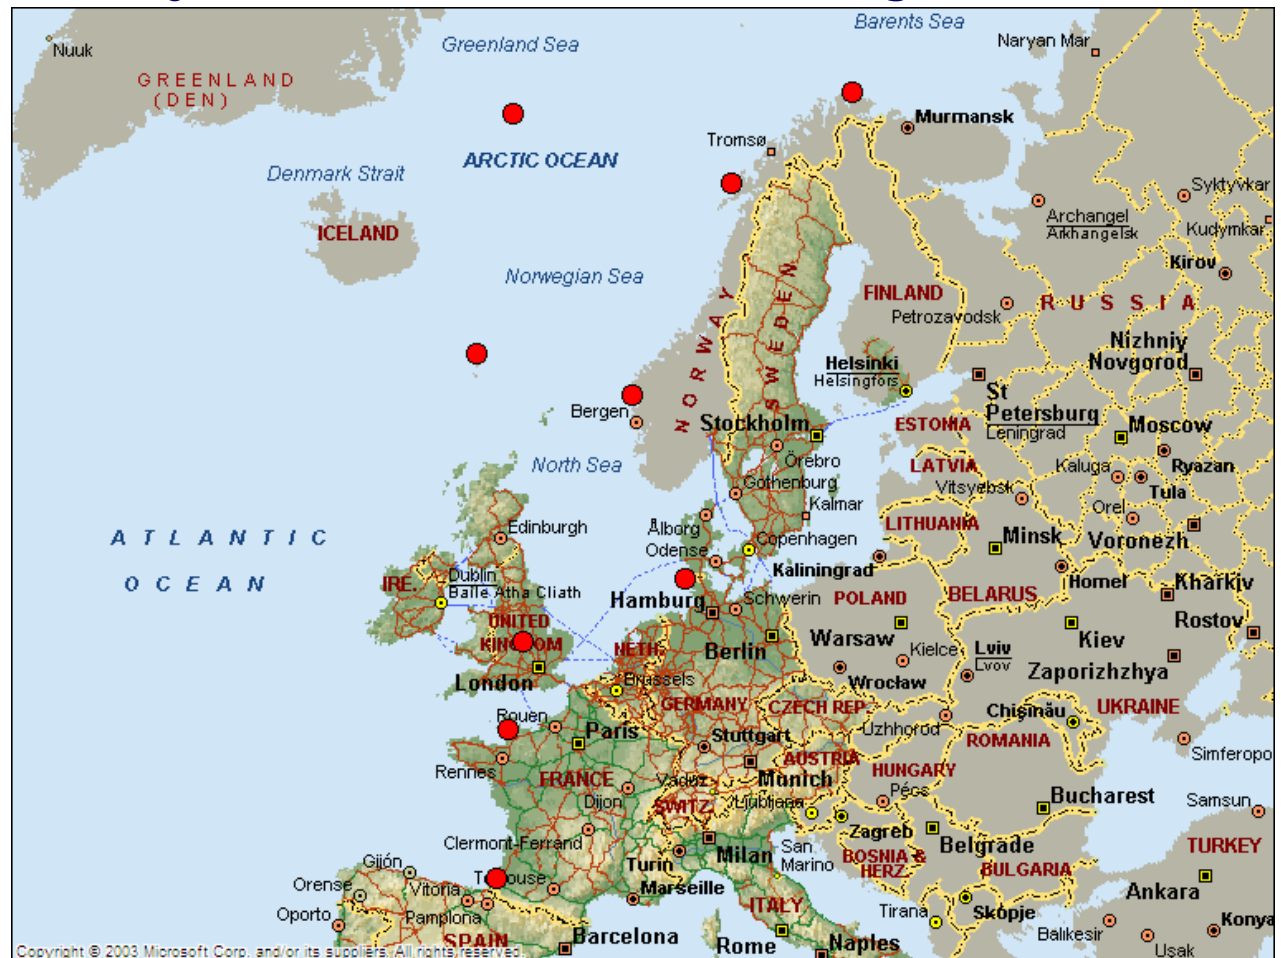 Barents Sea
Greenland Sea
Naryan Mar
Nuuk
GREENLAND
(DEN)
Murmansk
Tromsø
ARCTIC OCEAN
Denmark Strait
Syktyvkar
Archangel
Arkhangelsk
Kudymkar
ICELAND
Kirov
Norwegian Sea
NORWAY
SWEDEN
FINLAND
Petrozavodsk
RUSSIA
Nizhniy
Novgorod
Helsinki
Helsingfors
St
Petersburg
Leningrad
Bergen
Stockholm
ESTONIA
Moscow
North Sea
Örebro
LATVIA
Kaluga
Ryazan
Gothenburg
Vitsyebsk
Tula
Kalmar
Orel
Edinburgh
Ålborg
LITHUANIA
Minsk
Voronezh
ATLANTIC
OCEAN
Odense
Copenhagen
Kaliningrad
IRE.
Dublin
Baile Atha Cliath
Homel
Kharkiv
Hamburg
Schwerin
POLAND
BELARUS
UNITED
KINGDOM
NETH.
Berlin
Warsaw
Kielce
Lviv
Lvov
Kiev
Rostov
London
Brussels
Wrocław
Zaporizhzhya
GERMANY
CZECH REP.
Chişinău
UKRAINE
Rouen
Paris
Stuttgart
Uzhhorod
ROMANIA
Simferopo
Rennes
FRANCE
Vaduz
AUSTRIA
Munich
HUNGARY
Dijon
SWITZ.
Ljubljana
Pécs
Bucharest
Samsun
Clermont-Ferrand
Zagreb
Belgrade
Turin
Milan
San
Marino
BOSNIA &
HERZ.
BULGARIA
TURKEY
Gijón
Orense
Vitoria
Toulouse
Marseille
Ankara
Oporto
Pamplona
ITALY
Tirana
Skopje
Balikesir
Konya
SPAIN
Barcelona
Rome
Naples
Usak
Copyright © 2003 Microsoft Corp. and/or its suppliers. All rights reserved.